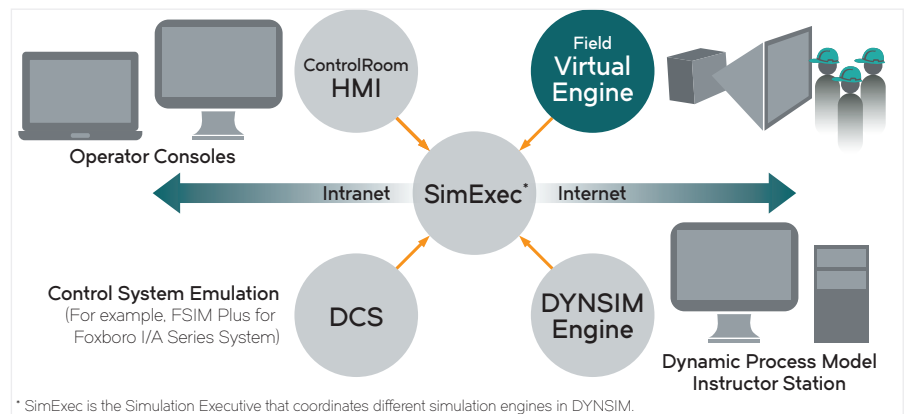 ControlRoom
HMI
Field
Virtual
Engine
Operator Consoles
Intranet
SimExec*
Internet
Control System Emulation
(For example, FSIM Plus for
Foxboro I/A Series System)
DCS
DYNSIM
Engine
Dynamic Process Model
Instructor Station
* SimExec is the Simulation Executive that coordinates different simulation engines in DYNSIM.